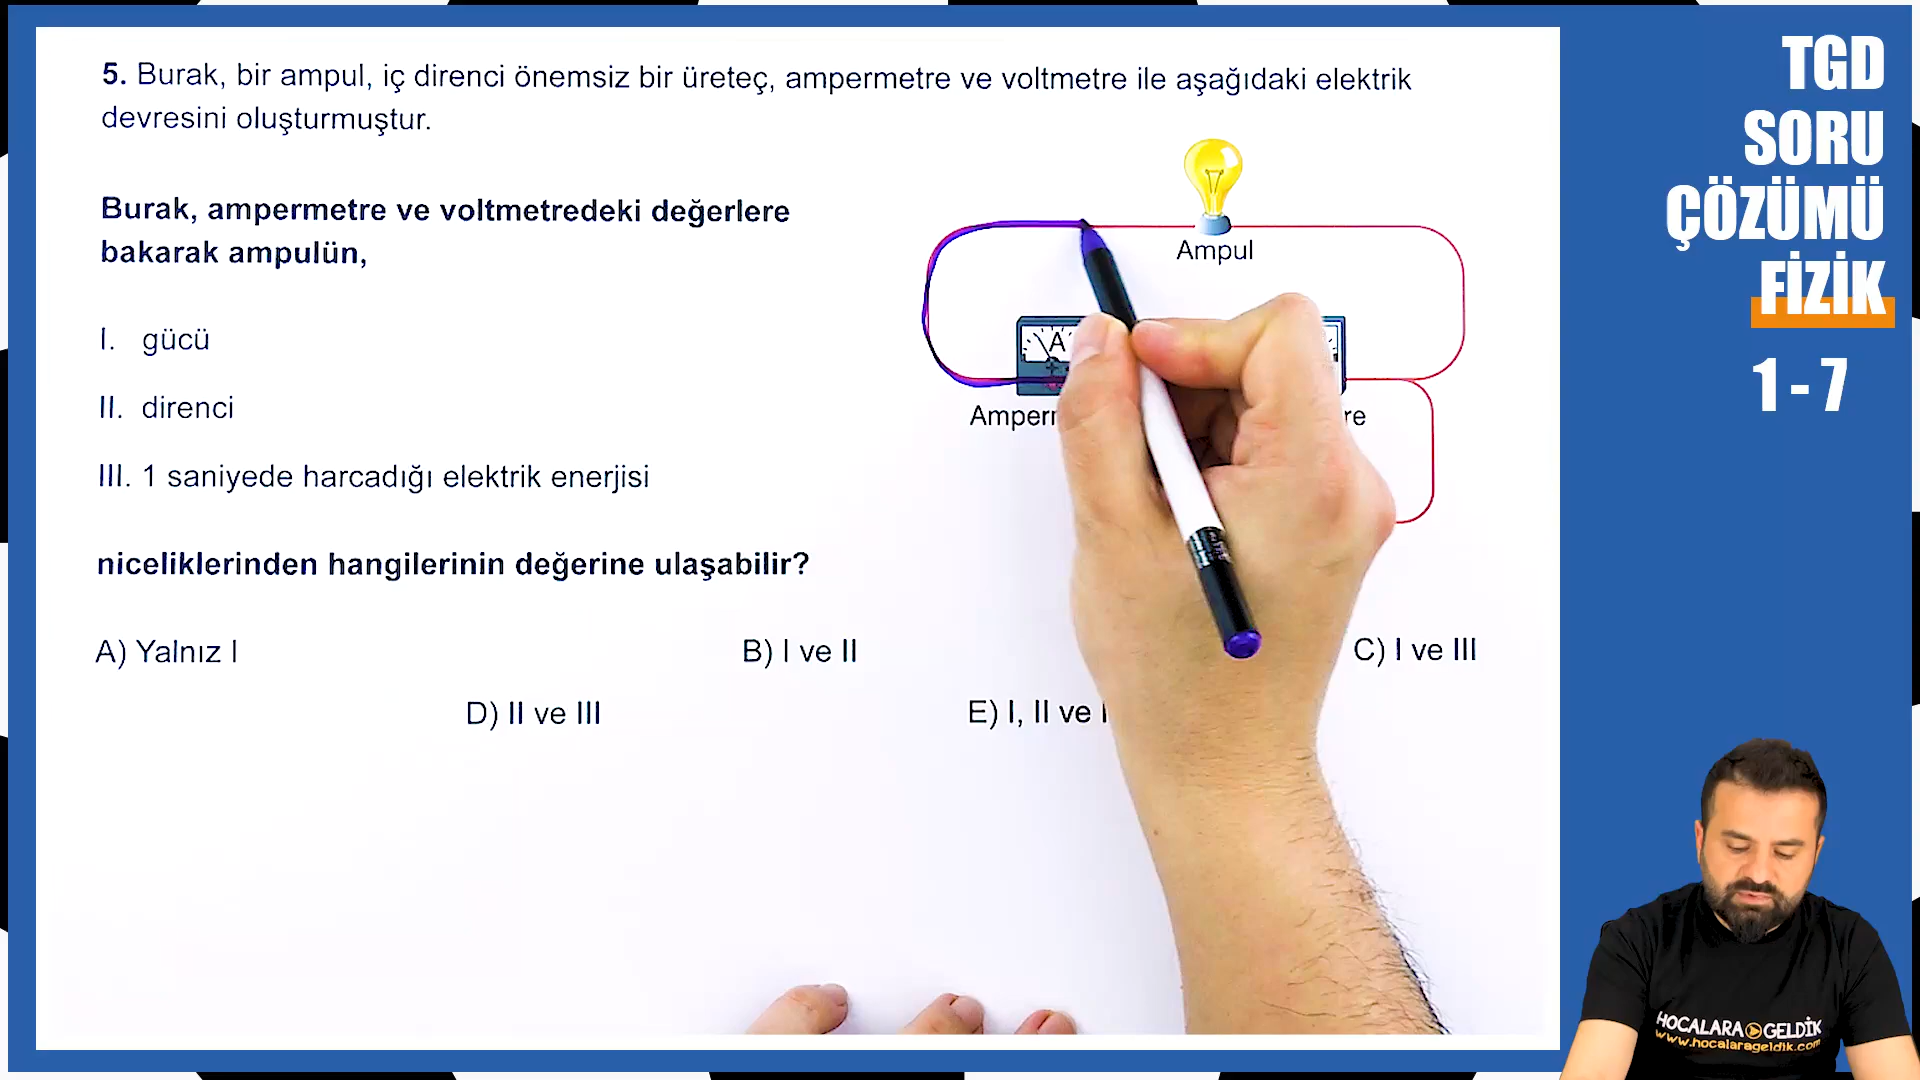 5. Burak, bir ampul, iç direnci önemsiz bir üreteç, ampermetre ve voltmetre ile aşağıdaki elektrik
devresini oluşturmuştur.
Burak, ampermetre ve voltmetredeki değerlere
bakarak ampulün,
I. gücü
II. direnci
III. 1 saniyede harcadığı elektrik enerjisi
niceliklerinden hangilerinin değerine ulaşabilir?
A) Yalnız I
B) I ve II
C) I ve III
D) II ve III
E) I, II ve
Ampul
A
TGD
SORU
ÇÖZÜMÜ
FİZİK
1 - 7
HOCALARA GELDİK
www.hocalarageldik.com